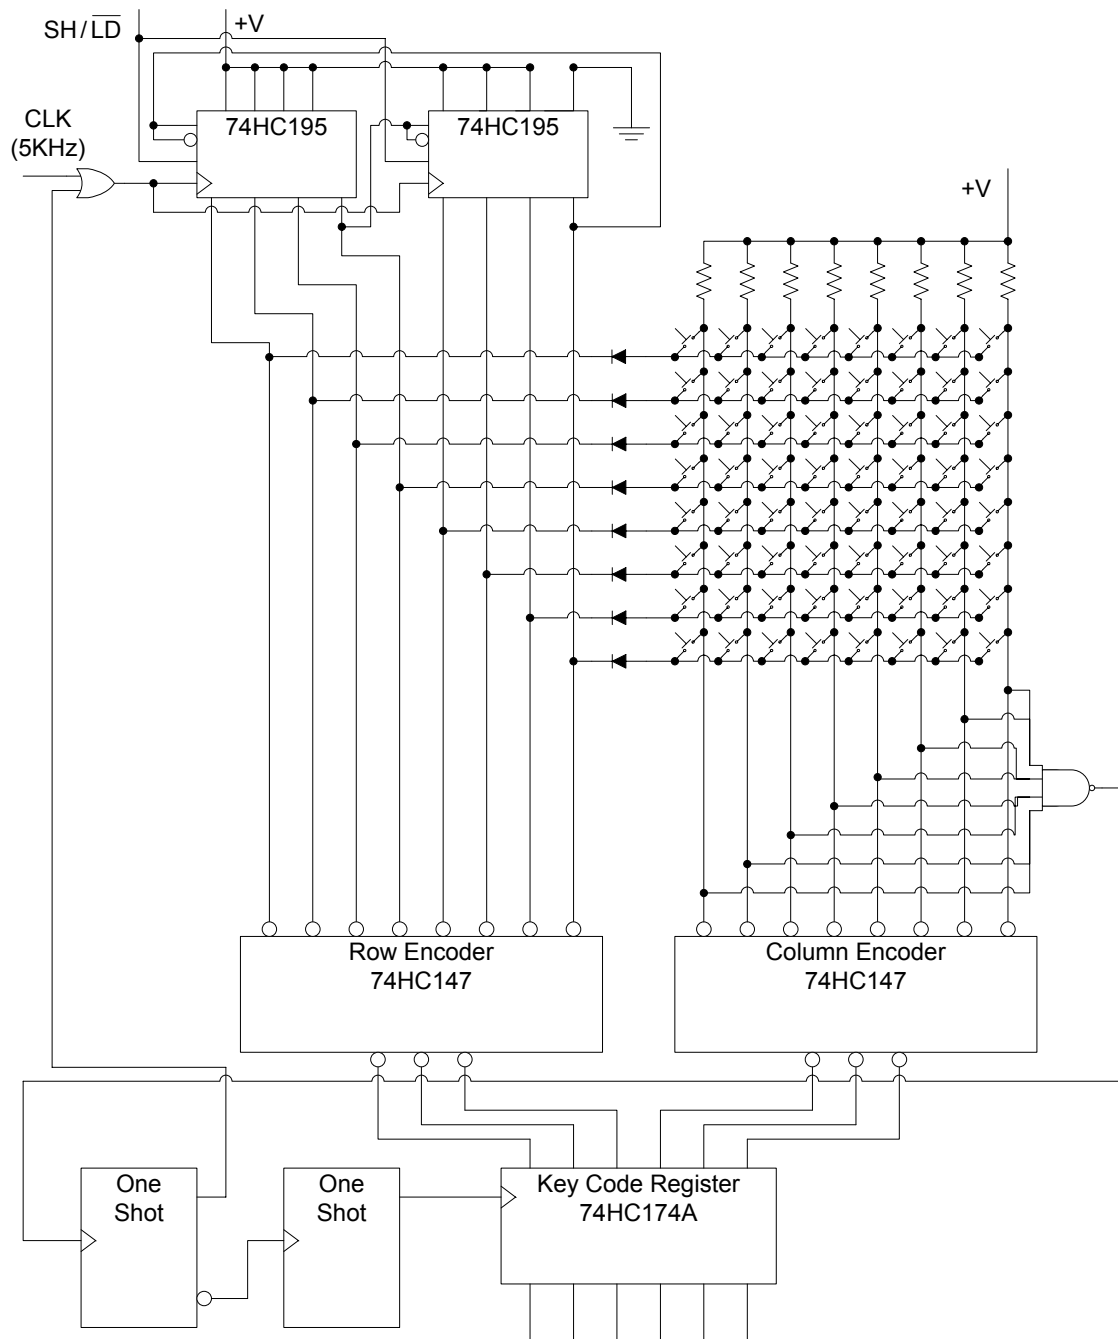 SH/L̅D̅
+V
74HC195
74HC195
CLK
(5KHz)
+V
Row Encoder
74HC147
Column Encoder
74HC147
One
Shot
One
Shot
Key Code Register
74HC174A